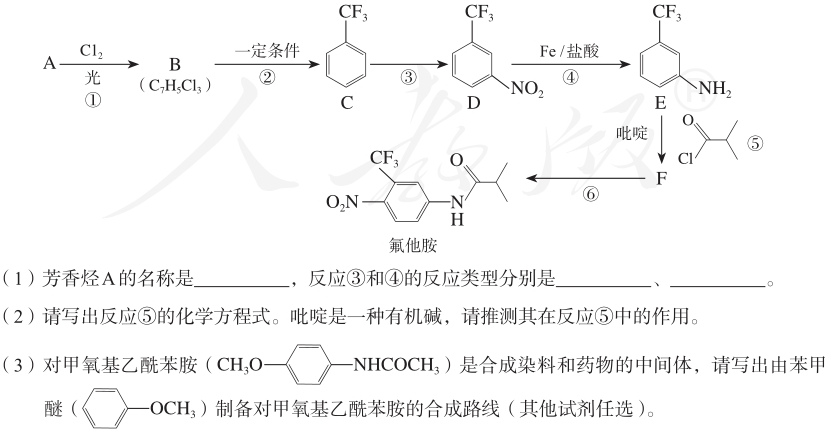 CF₃ CF₃ CF₃
A Cl₂ 光 ① B (C₇H₅Cl₃) 一定条件 ② C ③ D NO₂ Fe/盐酸 ④ E NH₂
吡啶 O Cl ⑤
CF₃ O O₂N N H ⑥ F
氟他胺
(1)芳香烃A的名称是__________,反应③和④的反应类型分别是__________、__________。
(2)请写出反应⑤的化学方程式。吡啶是一种有机碱,请推测其在反应⑤中的作用。
(3)对甲氧基乙酰苯胺(CH₃O NHCOCH₃)是合成染料和药物的中间体,请写出由苯甲
醚( OCH₃)制备对甲氧基乙酰苯胺的合成路线(其他试剂任选)。
人教版®